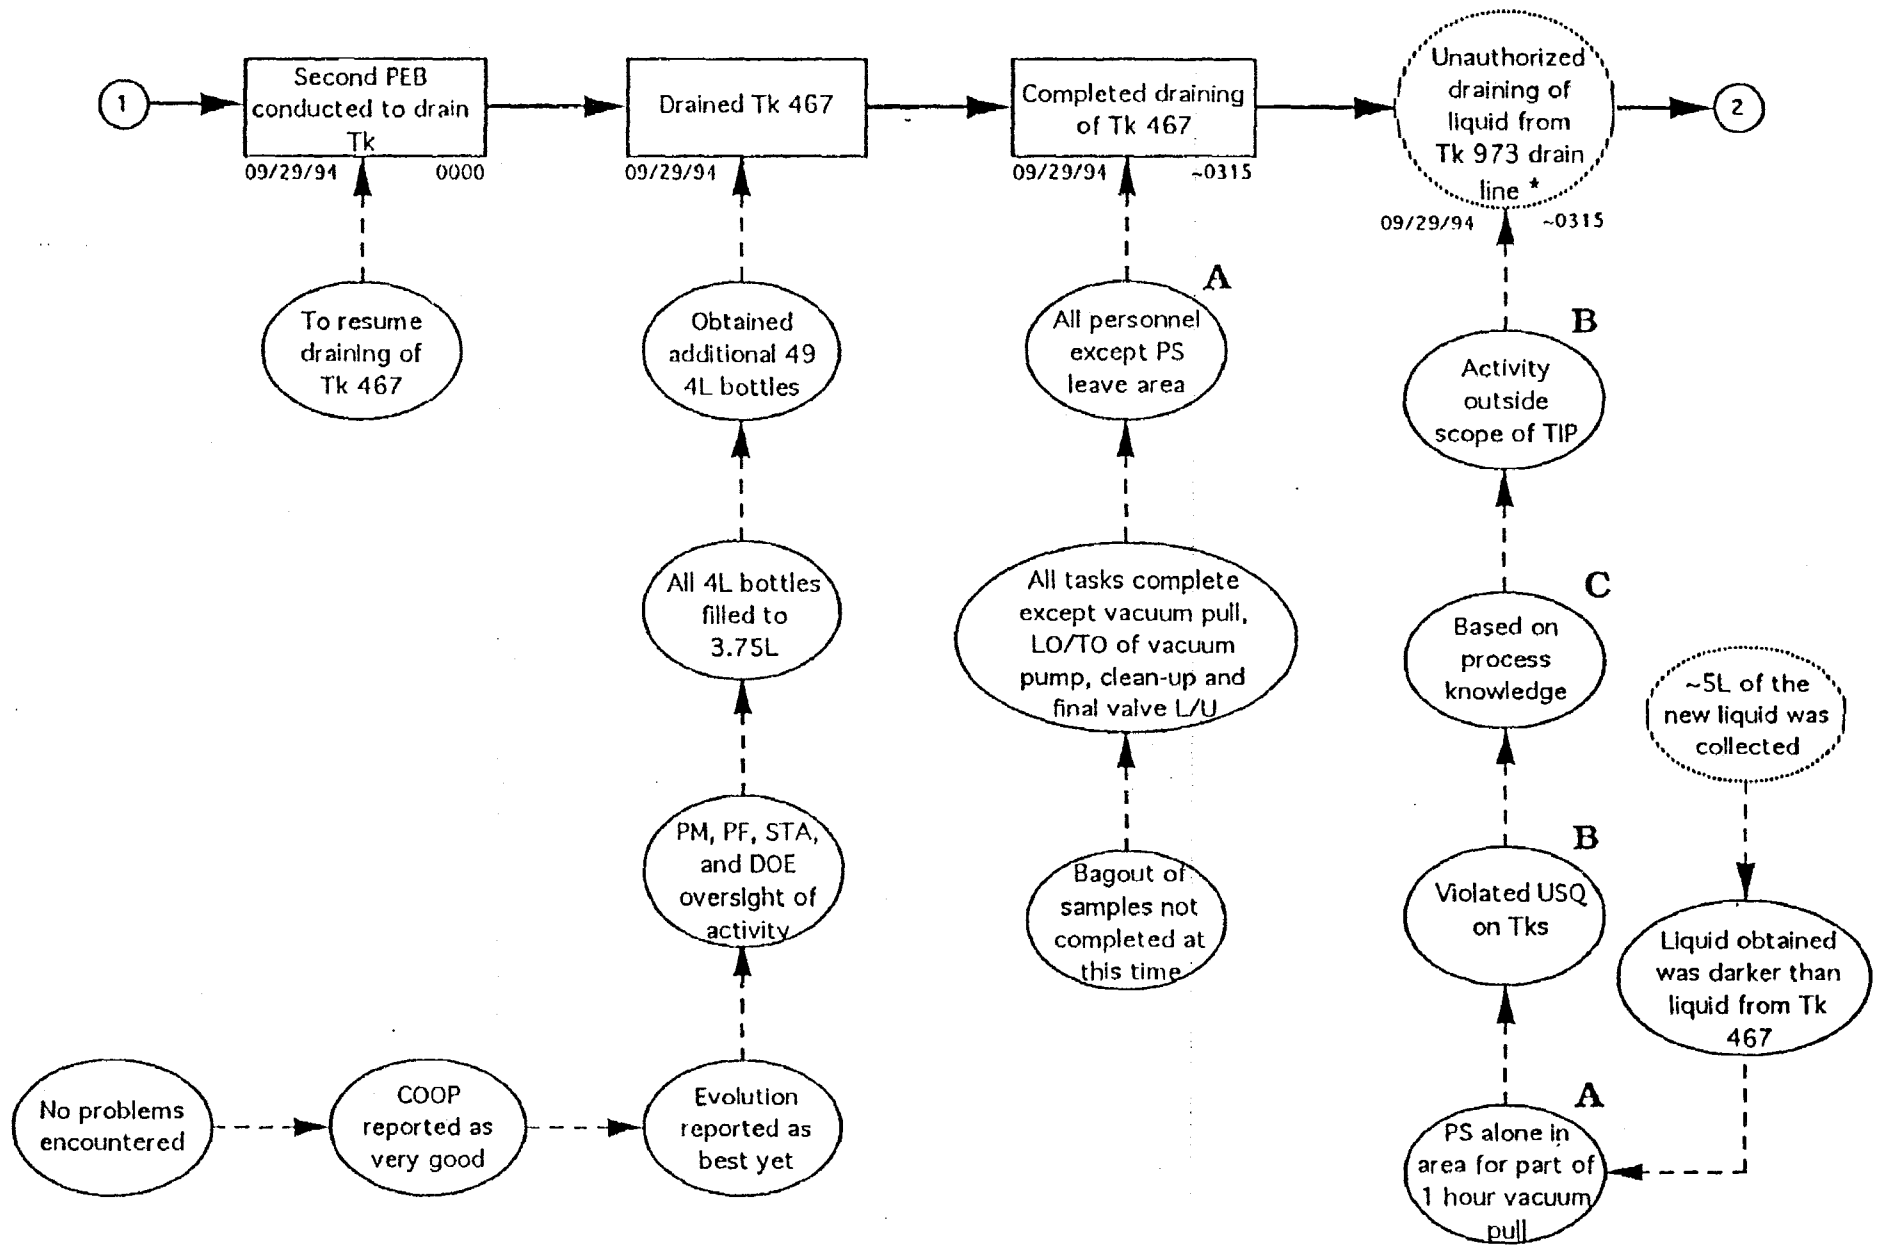 1
Second PEB
conducted to drain
Tk
09/29/94 0000
Drained Tk 467
09/29/94
Completed draining
of Tk 467
09/29/94 ~0315
Unauthorized
draining of
liquid from
Tk 973 drain
line *
09/29/94 ~0315
2
To resume
draining of
Tk 467
Obtained
additional 49
4L bottles
All 4L bottles
filled to
3.75L
PM, PF, STA,
and DOE
oversight of
activity
Evolution
reported as
best yet
COOP
reported as
very good
No problems
encountered
A
All personnel
except PS
leave area
All tasks complete
except vacuum pull,
LO/TO of vacuum
pump, clean-up and
final valve L/U
Bagout of
samples not
completed at
this time
B
Activity
outside
scope of TIP
C
Based on
process
knowledge
B
Violated USQ
on Tks
A
PS alone in
area for part of
1 hour vacuum
pull
~5L of the
new liquid was
collected
Liquid obtained
was darker than
liquid from Tk
467